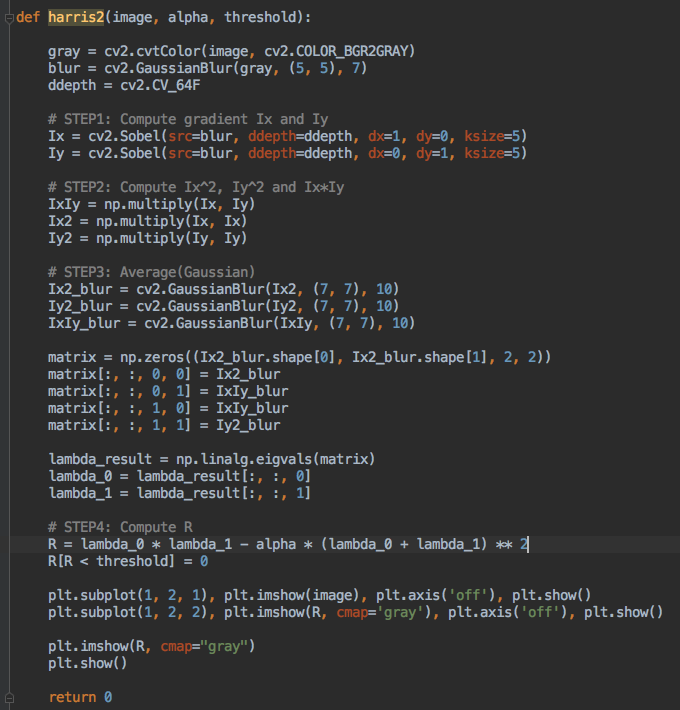 def harris2(image, alpha, threshold):
gray = cv2.cvtColor(image, cv2.COLOR_BGR2GRAY)
blur = cv2.GaussianBlur(gray, (5, 5), 7)
ddepth = cv2.CV_64F
# STEP1: Compute gradient Ix and Iy
Ix = cv2.Sobel(src=blur, ddepth=ddepth, dx=1, dy=0, ksize=5)
Iy = cv2.Sobel(src=blur, ddepth=ddepth, dx=0, dy=1, ksize=5)
# STEP2: Compute Ix^2, Iy^2 and Ix*Iy
IxIy = np.multiply(Ix, Iy)
Ix2 = np.multiply(Ix, Ix)
Iy2 = np.multiply(Iy, Iy)
# STEP3: Average(Gaussian)
Ix2_blur = cv2.GaussianBlur(Ix2, (7, 7), 10)
Iy2_blur = cv2.GaussianBlur(Iy2, (7, 7), 10)
IxIy_blur = cv2.GaussianBlur(IxIy, (7, 7), 10)
matrix = np.zeros((Ix2_blur.shape[0], Ix2_blur.shape[1], 2, 2))
matrix[:, :, 0, 0] = Ix2_blur
matrix[:, :, 0, 1] = IxIy_blur
matrix[:, :, 1, 0] = IxIy_blur
matrix[:, :, 1, 1] = Iy2_blur
lambda_result = np.linalg.eigvals(matrix)
lambda_0 = lambda_result[:, :, 0]
lambda_1 = lambda_result[:, :, 1]
# STEP4: Compute R
R = lambda_0 * lambda_1 - alpha * (lambda_0 + lambda_1) ** 2
R[R < threshold] = 0
plt.subplot(1, 2, 1), plt.imshow(image), plt.axis('off'), plt.show()
plt.subplot(1, 2, 2), plt.imshow(R, cmap='gray'), plt.axis('off'), plt.show()
plt.imshow(R, cmap="gray")
plt.show()
return 0